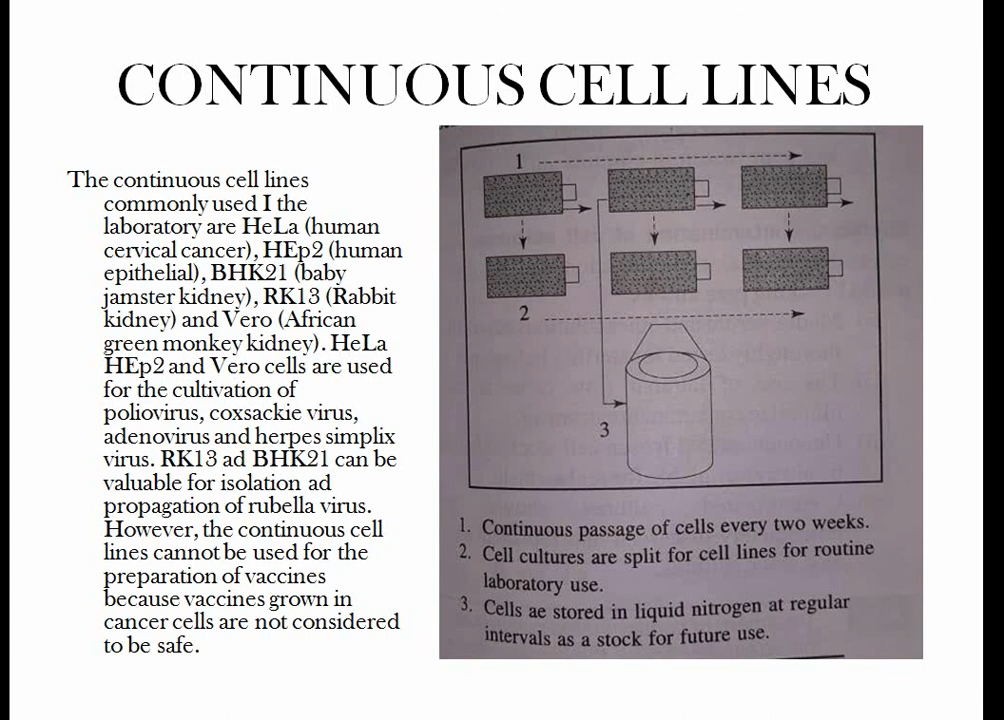 CONTINUOUS CELL LINES
The continuous cell lines
commonly used I the
laboratory are HeLa (human
cervical cancer), HEp2 (human
epithelial), BHK21 (baby
jamster kidney), RK13 (Rabbit
kidney) and Vero (African
green monkey kidney). HeLa
HEp2 and Vero cells are used
for the cultivation of
poliovirus, coxsackie virus,
adenovirus and herpes simplix
virus. RK13 ad BHK21 can be
valuable for isolation ad
propagation of rubella virus.
However, the continuous cell
lines cannot be used for the
preparation of vaccines
because vaccines grown in
cancer cells are not considered
to be safe.
1
2
3
1. Continuous passage of cells every two weeks.
2. Cell cultures are split for cell lines for routine
laboratory use.
3. Cells ae stored in liquid nitrogen at regular
intervals as a stock for future use.